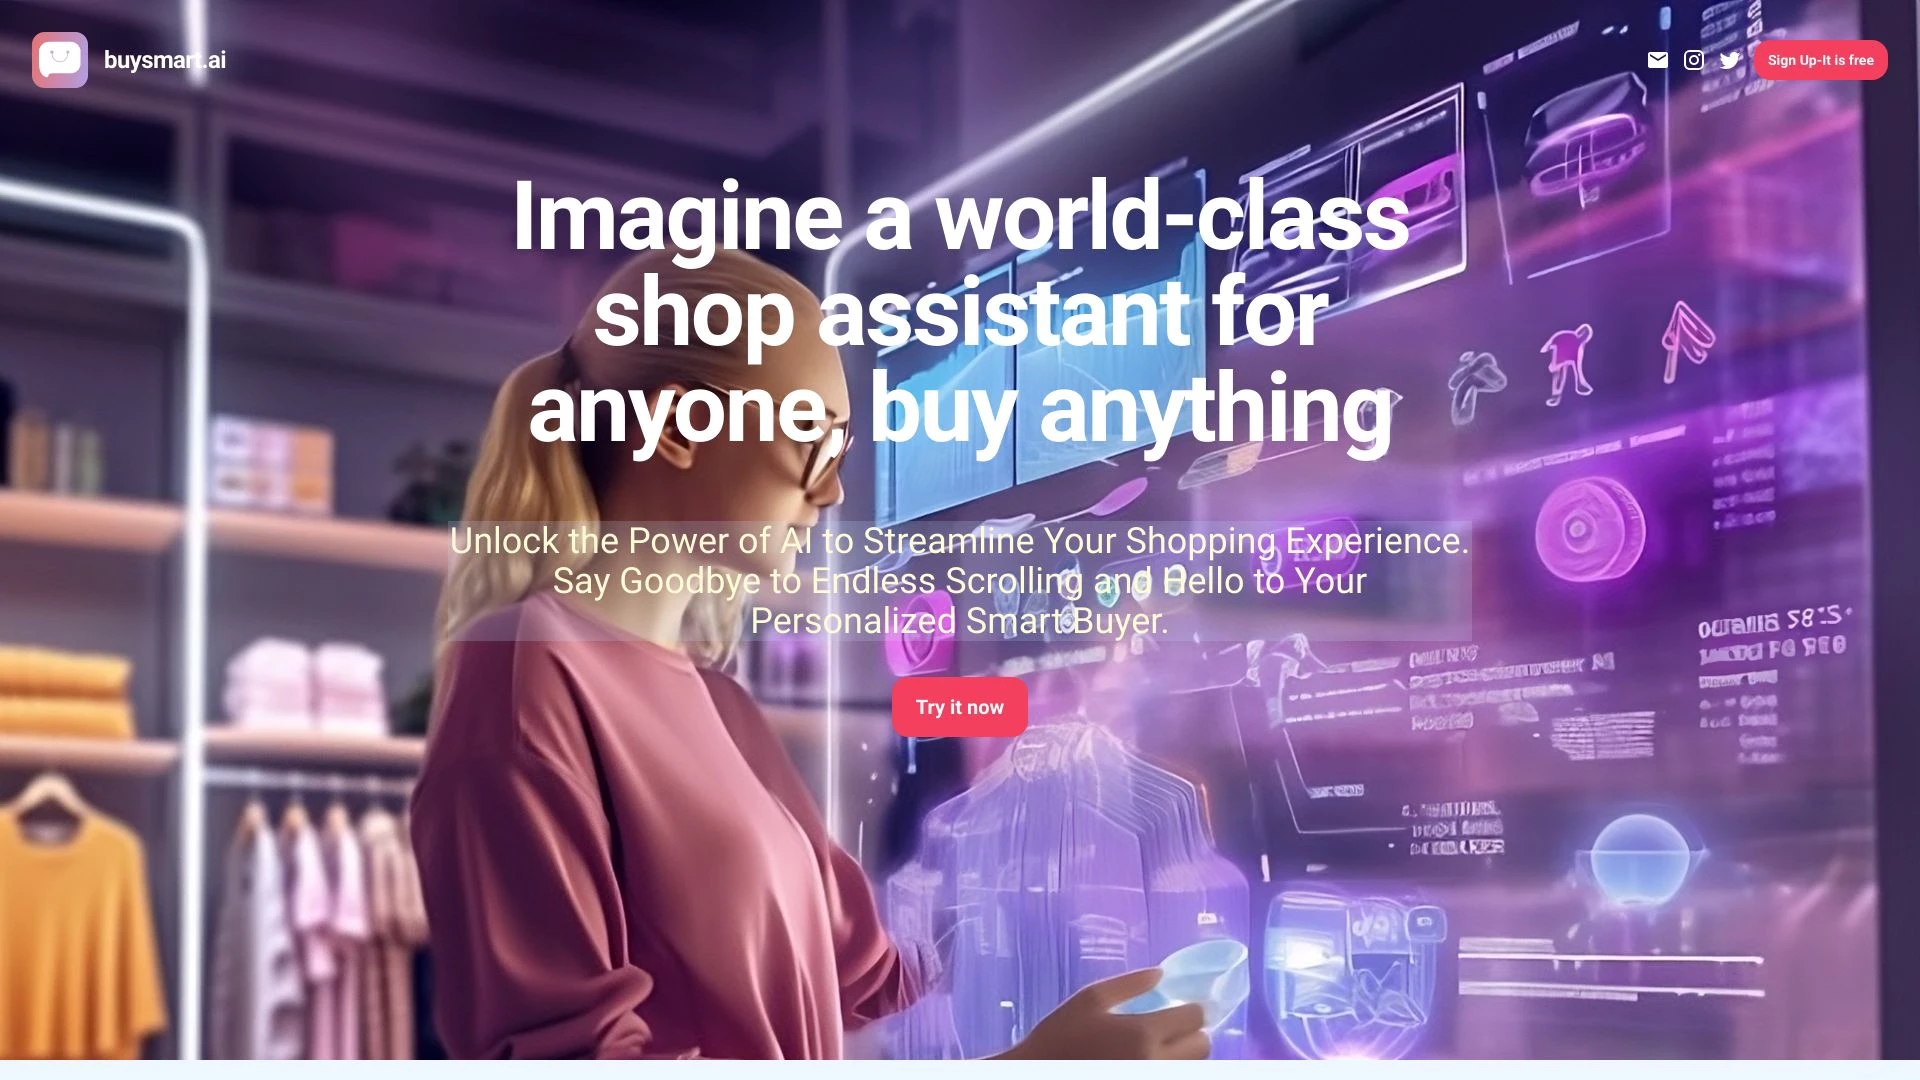 buysmart.ai
Sign Up-It is free
Imagine a world-class
shop assistant for
anyone, buy anything
Unlock the Power of AI to Streamline Your Shopping Experience.
Say Goodbye to Endless Scrolling and Hello to Your
Personalized Smart Buyer.
Try it now